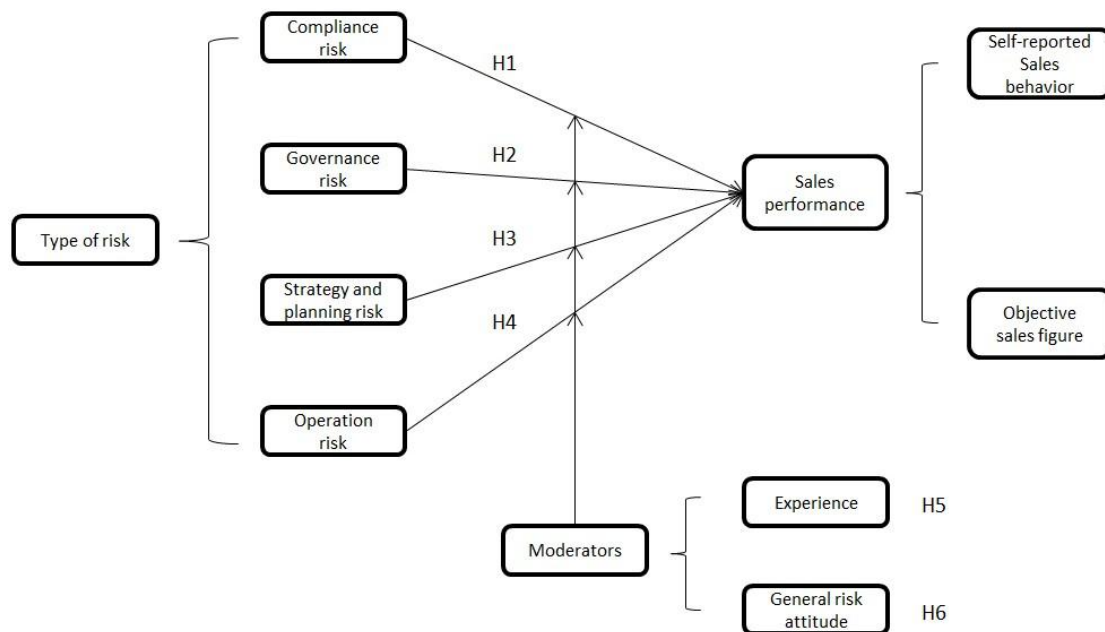 Compliance
risk
H1
Self-reported
Sales
behavior
Governance
risk
H2
Sales
performance
Type of risk
H3
Strategy and
planning risk
H4
Objective
sales figure
Operation
risk
Experience
H5
Moderators
General risk
attitude
H6